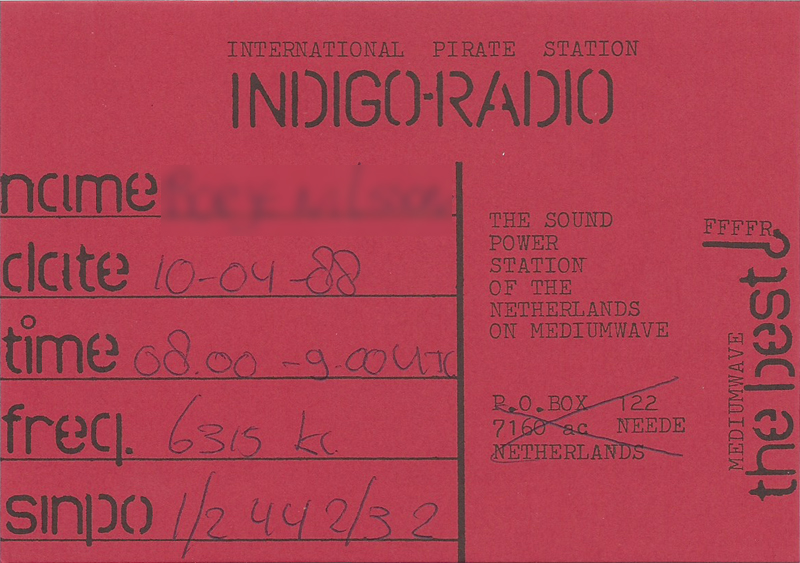 INTERNATIONAL PIRATE STATION
INDIGO-RADIO
name
date 10-04-88
time 08.00 - 9.00 UTC
freq. 6315 kc
sinpo 1/2 4 4 2/3 2
THE SOUND
POWER
STATION
OF THE
NETHERLANDS
ON MEDIUMWAVE
P.O.BOX 122
7160 ac NEEDE
NETHERLANDS
FFFFR
MEDIUMWAVE
the best